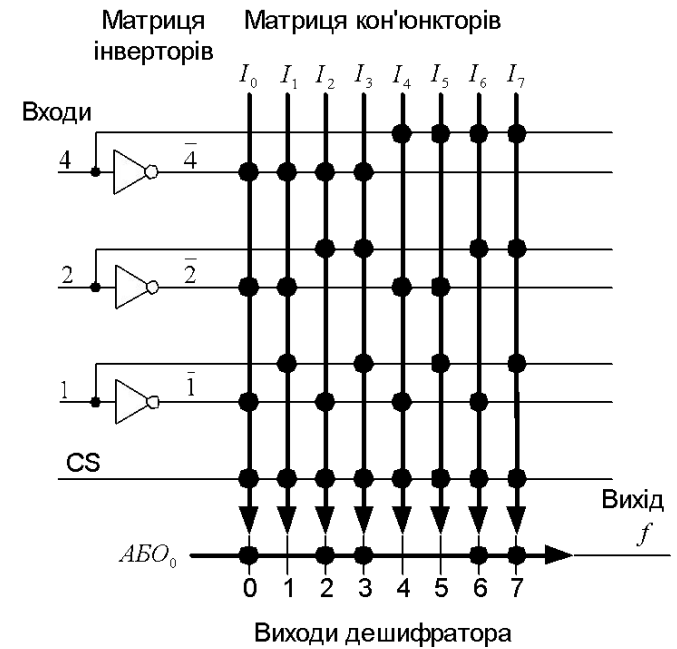 Матриця інверторів
Матриця кон'юнкторів
I₀ I₁ I₂ I₃ I₄ I₅ I₆ I₇
Входи
4 4̅
2 2̅
1 1̅
CS
Вихід
f
АБО₀
0 1 2 3 4 5 6 7
Виходи дешифратора